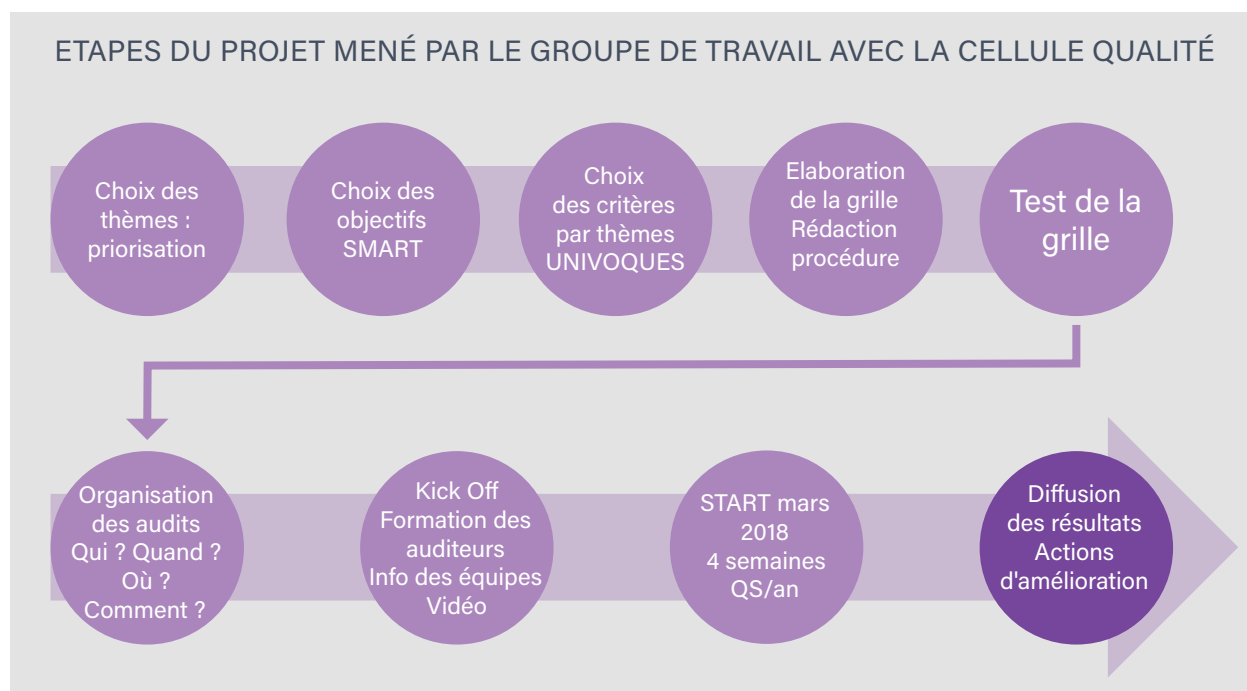 ETAPES DU PROJET MENÉ PAR LE GROUPE DE TRAVAIL AVEC LA CELLULE QUALITÉ
Choix des
thèmes :
priorisation
Choix des
objectifs
SMART
Choix
des critères
par thèmes
UNIVOQUES
Elaboration
de la grille
Rédaction
procédure
Test de la
grille
Organisation
des audits
Qui ? Quand ?
Où ?
Comment ?
Kick Off
Formation des
auditeurs
Info des équipes
Vidéo
START mars
2018
4 semaines
QS/an
Diffusion
des résultats
Actions
d'amélioration